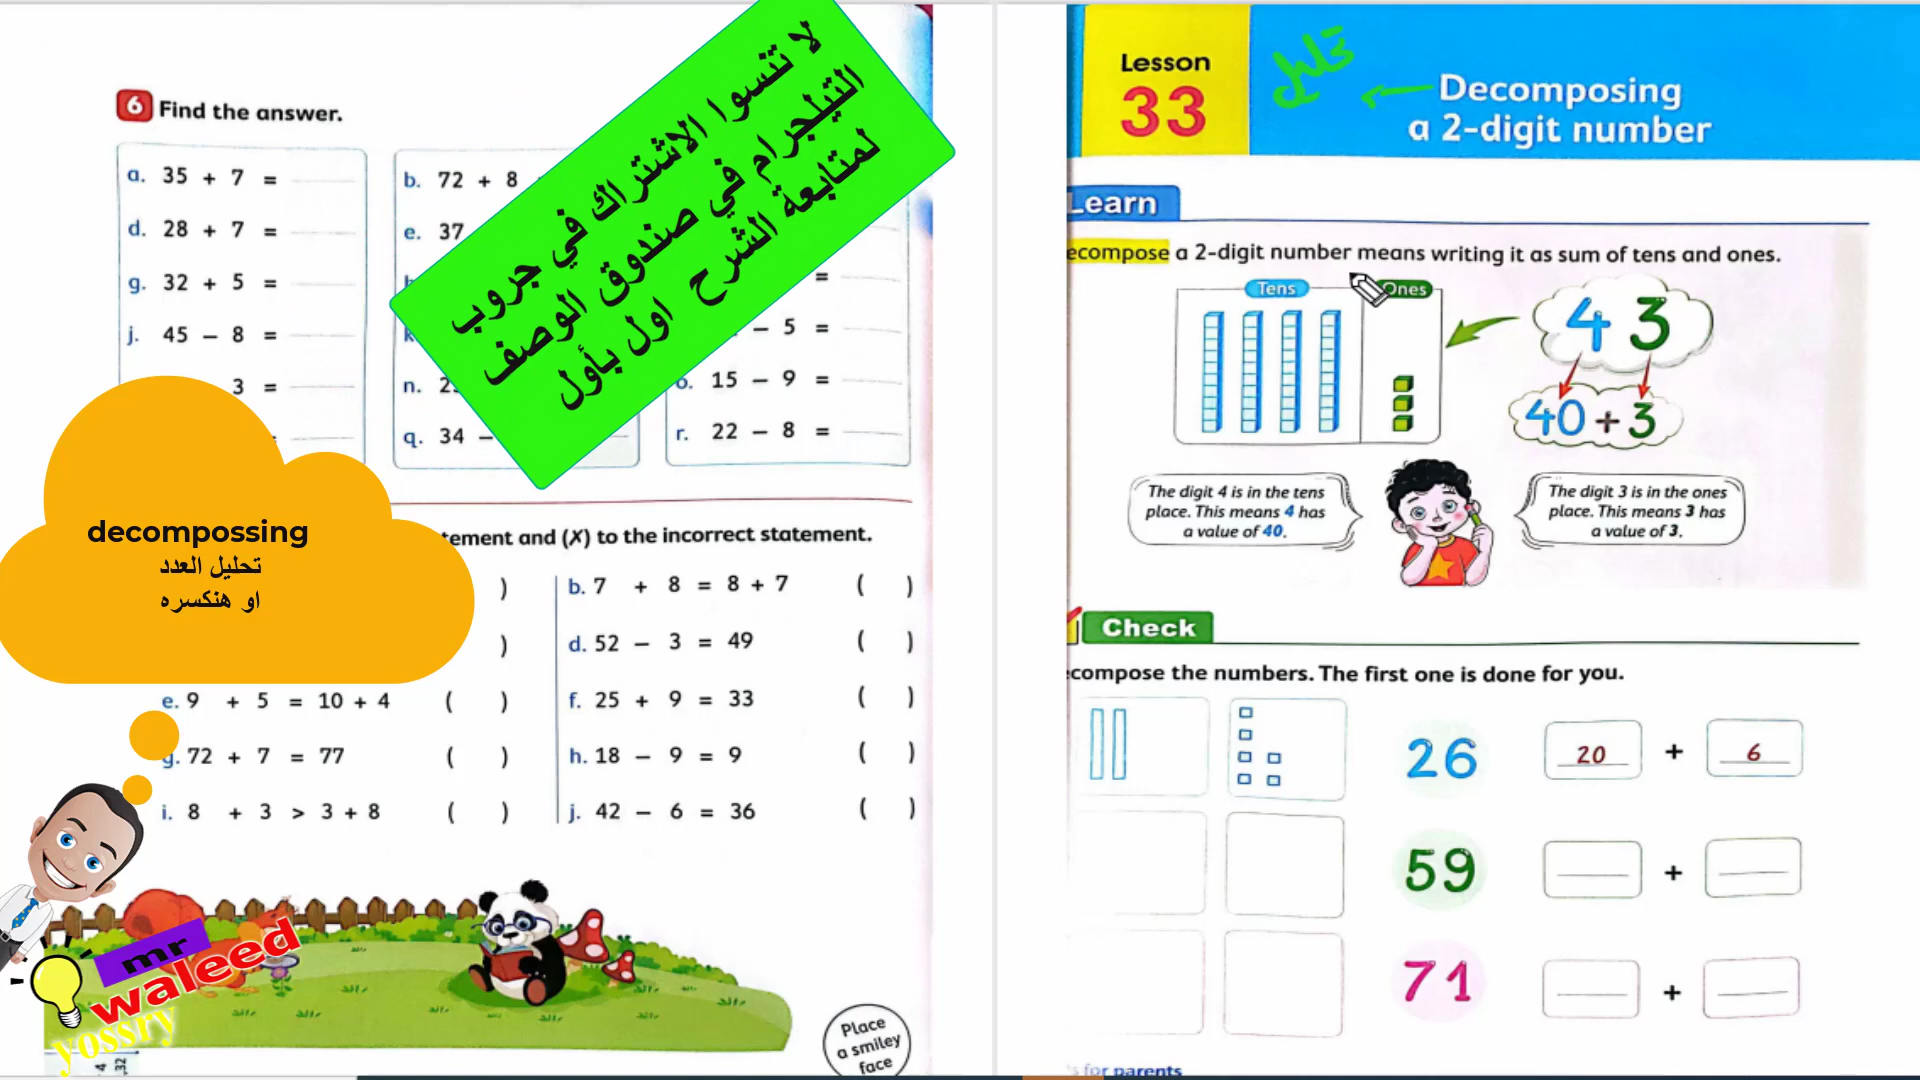 6 Find the answer.
a. 35 + 7 =
b. 72 + 8
d. 28 + 7 =
e. 37
g. 32 + 5 =
=
j. 45 – 8 =
k
– 5 =
3 =
n. 2
o. 15 – 9 =
=
q. 34 –
r. 22 – 8 =
لا تنسوا الاشتراك في جروب
التيلجرام في صندوق الوصف
لمتابعة الشرح اول بأول
decompossing
تحليل العدد
او هنكسره
tement and (X) to the incorrect statement.
)
b. 7 + 8 = 8 + 7 ( )
)
d. 52 – 3 = 49 ( )
e. 9 + 5 = 10 + 4 ( )
f. 25 + 9 = 33 ( )
g. 72 + 7 = 77 ( )
h. 18 – 9 = 9 ( )
i. 8 + 3 > 3 + 8 ( )
j. 42 – 6 = 36 ( )
mr
waleed
yossry
Place
a smiley
face
4
32
Lesson
33
تحليل
Decomposing
a 2-digit number
Learn
ecompose a 2-digit number means writing it as sum of tens and ones.
Tens
Ones
4 3
40 + 3
The digit 4 is in the tens
place. This means 4 has
a value of 40.
The digit 3 is in the ones
place. This means 3 has
a value of 3.
Check
compose the numbers. The first one is done for you.
26 20 + 6
59 +
71 +
s for parents